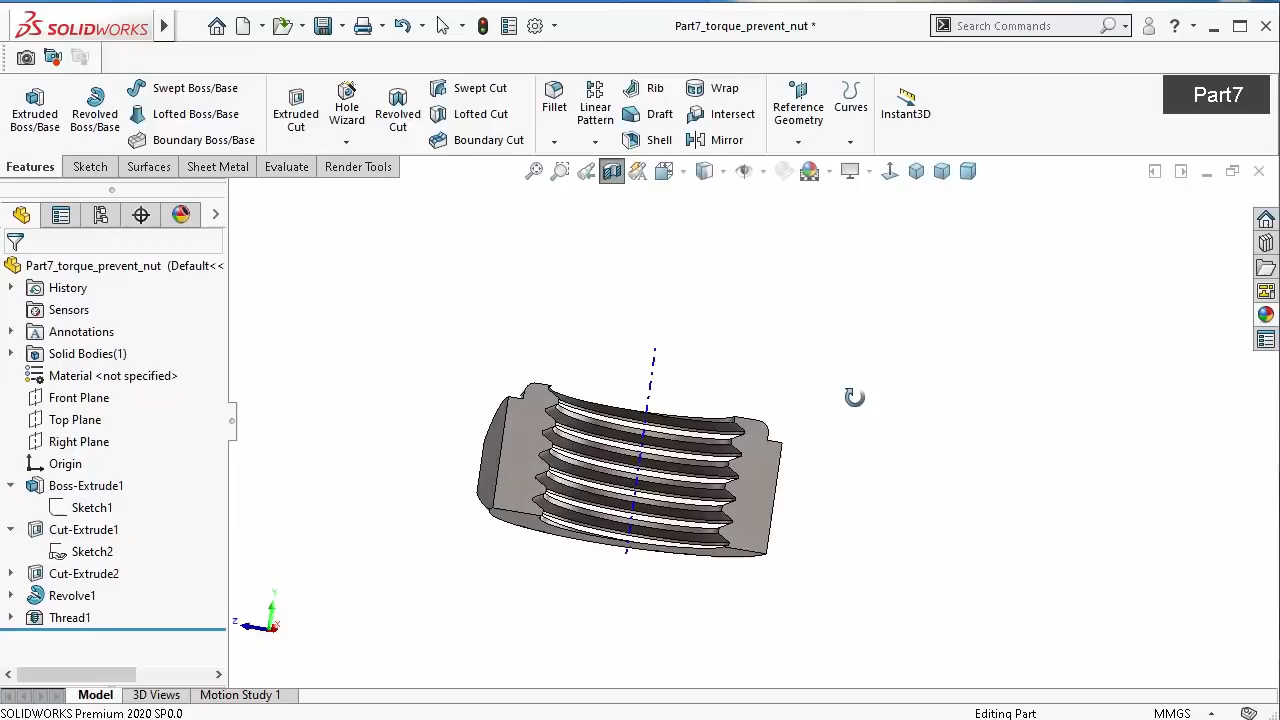 SOLIDWORKS
Part7_torque_prevent_nut *
Search Commands
?
Extruded Boss/Base
Revolved Boss/Base
Swept Boss/Base
Lofted Boss/Base
Boundary Boss/Base
Extruded Cut
Hole Wizard
Revolved Cut
Swept Cut
Lofted Cut
Boundary Cut
Fillet
Linear Pattern
Rib
Draft
Shell
Wrap
Intersect
Mirror
Reference Geometry
Curves
Instant3D
Part7
Features Sketch Surfaces Sheet Metal Evaluate Render Tools
Part7_torque_prevent_nut (Default<<
History
Sensors
Annotations
Solid Bodies(1)
Material <not specified>
Front Plane
Top Plane
Right Plane
Origin
Boss-Extrude1
Sketch1
Cut-Extrude1
Sketch2
Cut-Extrude2
Revolve1
Thread1
Y
Z
X
Model 3D Views Motion Study 1
SOLIDWORKS Premium 2020 SP0.0 Editing Part MMGS